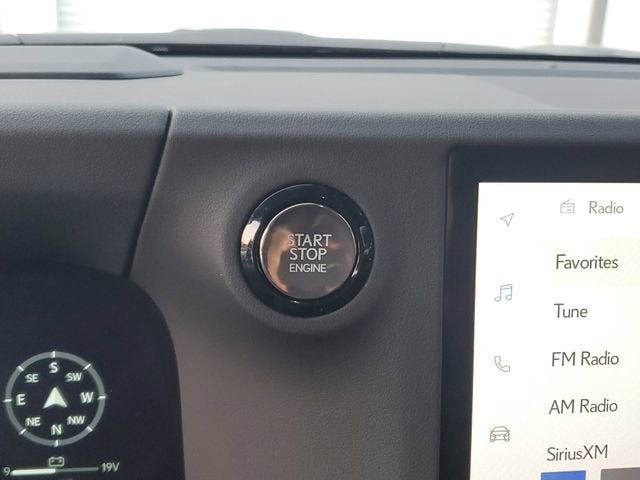 START
STOP
ENGINE
S
SE
SW
E
W
NE
NW
N
9
19V
Radio
Favorites
Tune
FM Radio
AM Radio
SiriusXM